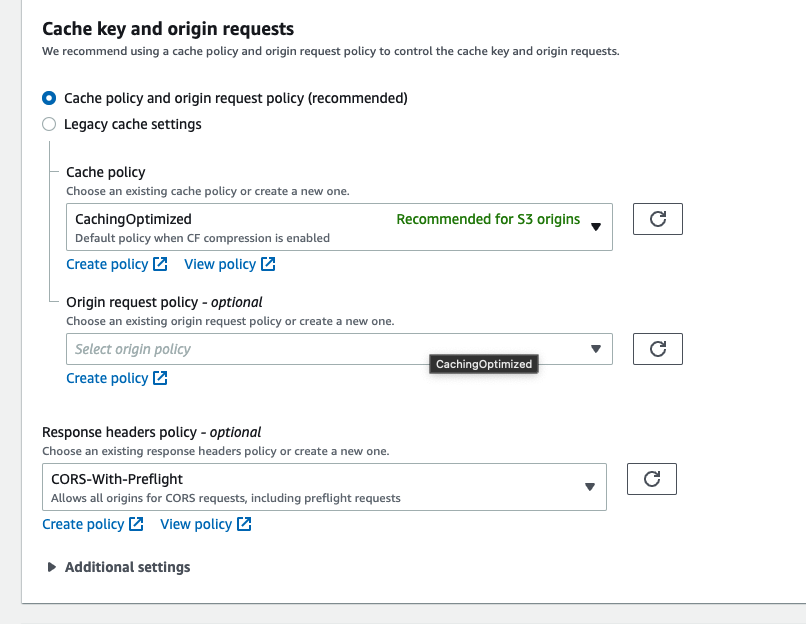 Cache key and origin requests
We recommend using a cache policy and origin request policy to control the cache key and origin requests.
Cache policy and origin request policy (recommended)
Legacy cache settings
Cache policy
Choose an existing cache policy or create a new one.
CachingOptimized Recommended for S3 origins
Default policy when CF compression is enabled
Create policy View policy
Origin request policy - optional
Choose an existing origin request policy or create a new one.
Select origin policy
CachingOptimized
Create policy
Response headers policy - optional
Choose an existing response headers policy or create a new one.
CORS-With-Preflight
Allows all origins for CORS requests, including preflight requests
Create policy View policy
Additional settings